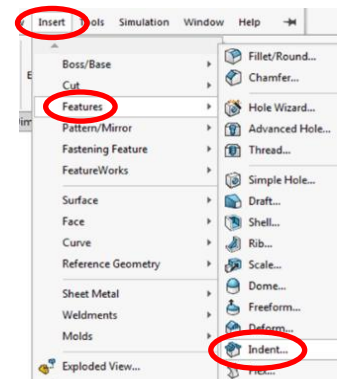 Insert Tools Simulation Window Help
Boss/Base
Cut
Features
Pattern/Mirror
Fastening Feature
FeatureWorks
Surface
Face
Curve
Reference Geometry
Sheet Metal
Weldments
Molds
Exploded View...
Fillet/Round...
Chamfer...
Hole Wizard...
Advanced Hole...
Thread...
Simple Hole...
Draft...
Shell...
Rib...
Scale...
Dome...
Freeform...
Deform...
Indent...
Flex...